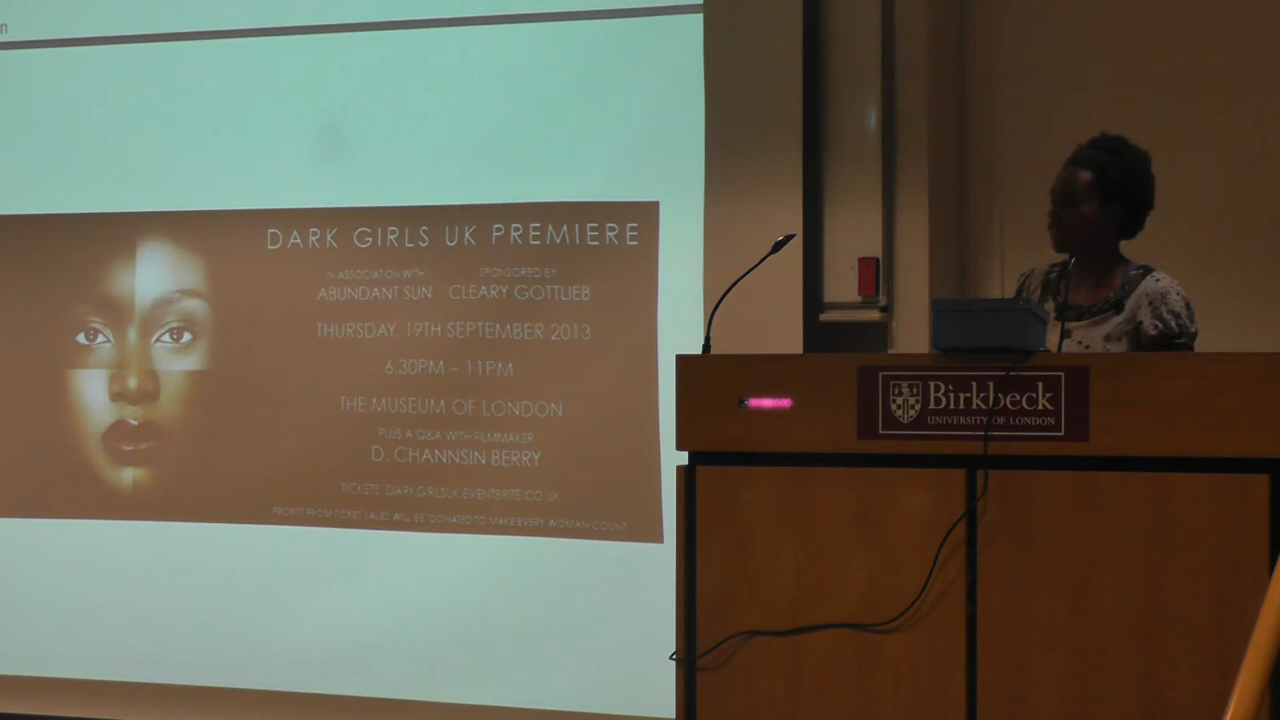 n
DARK GIRLS UK PREMIERE
IN ASSOCIATION WITH SPONSORED BY
ABUNDANT SUN CLEARY GOTTLIEB
THURSDAY, 19TH SEPTEMBER 2013
6.30PM – 11PM
THE MUSEUM OF LONDON
PLUS A Q&A WITH FILMMAKER
D. CHANNSIN BERRY
TICKETS: DARKGIRLSUK.EVENTBRITE.CO.UK
PROFITS FROM TICKET SALES WILL BE DONATED TO MAKE EVERY WOMAN COUNT
Birkbeck
UNIVERSITY OF LONDON